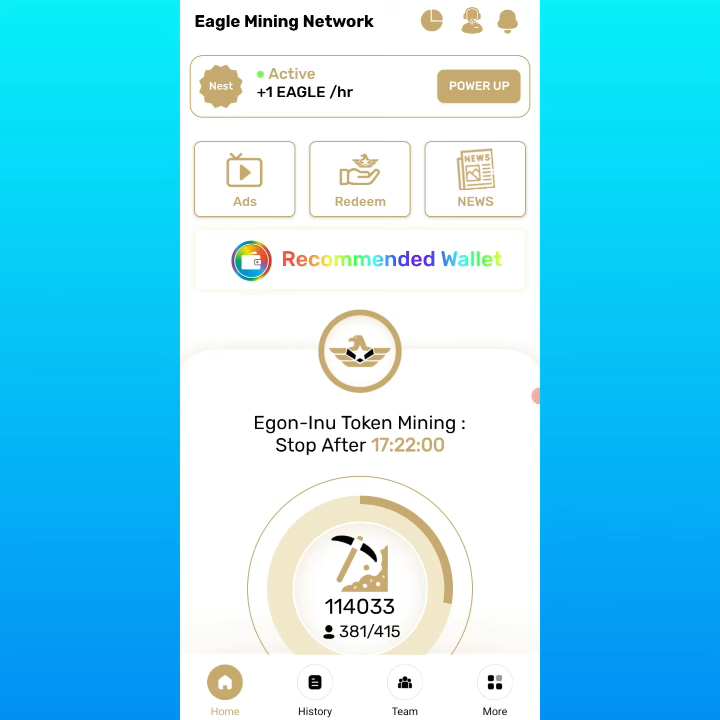 Eagle Mining Network
Nest
Active
+1 EAGLE /hr
POWER UP
Ads
Redeem
NEWS
NEWS
Recommended Wallet
Egon-Inu Token Mining :
Stop After 17:22:00
114033
381/415
Home
History
Team
More